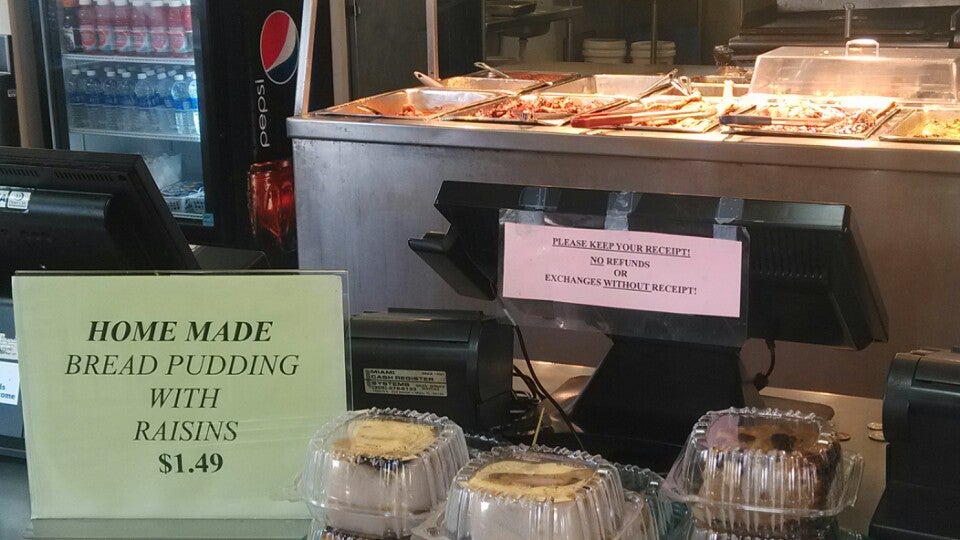 pepsi
PLEASE KEEP YOUR RECEIPT!
NO REFUNDS
OR
EXCHANGES WITHOUT RECEIPT!
HOME MADE
BREAD PUDDING
WITH
RAISINS
$1.49
MIAMI
CASH REGISTER
SYSTEMS